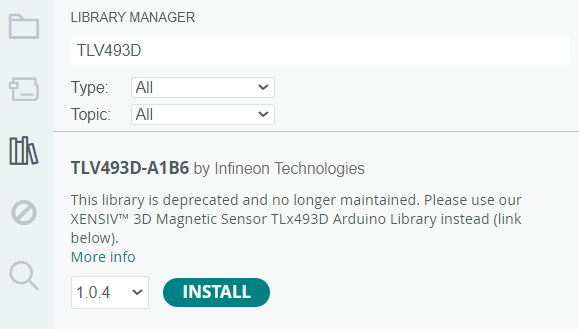 LIBRARY MANAGER
TLV493D
Type: All
Topic: All
TLV493D-A1B6 by Infineon Technologies
This library is deprecated and no longer maintained. Please use our
XENSIV™ 3D Magnetic Sensor TLx493D Arduino Library instead (link
below).
More info
1.0.4 INSTALL